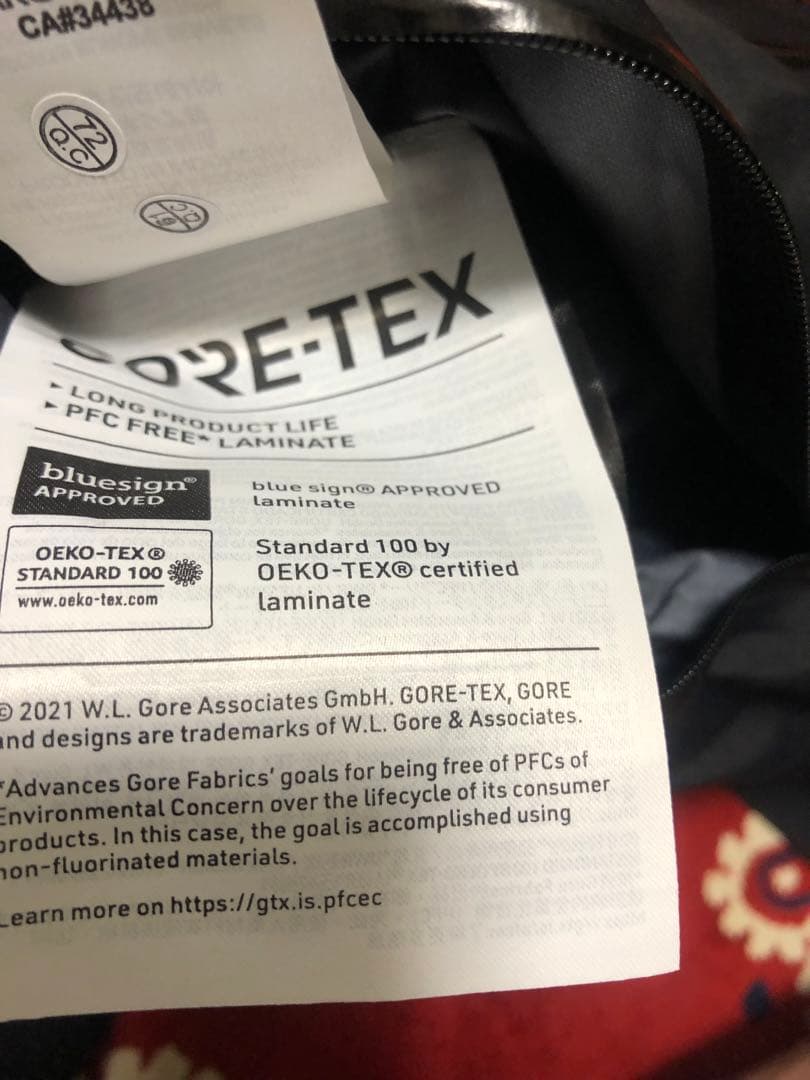 CA#34438
72
Q.C
GORE-TEX
▸ LONG PRODUCT LIFE
▸ PFC FREE* LAMINATE
bluesign®
APPROVED
blue sign® APPROVED
laminate
OEKO-TEX®
STANDARD 100
www.oeko-tex.com
Standard 100 by
OEKO-TEX® certified
laminate
© 2021 W.L. Gore Associates GmbH. GORE-TEX, GORE
and designs are trademarks of W.L. Gore & Associates.
*Advances Gore Fabrics' goals for being free of PFCs of
Environmental Concern over the lifecycle of its consumer
products. In this case, the goal is accomplished using
non-fluorinated materials.
Learn more on https://gtx.is.pfcec